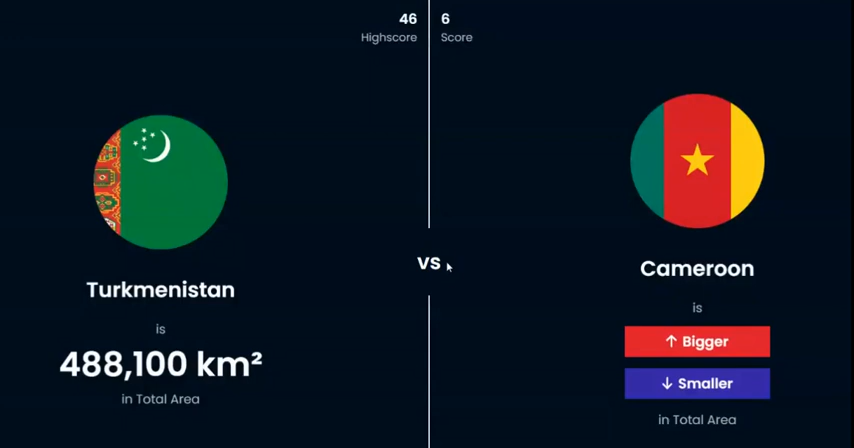 46
Highscore
6
Score
Turkmenistan
is
488,100 km²
in Total Area
VS
Cameroon
is
↑ Bigger
↓ Smaller
in Total Area